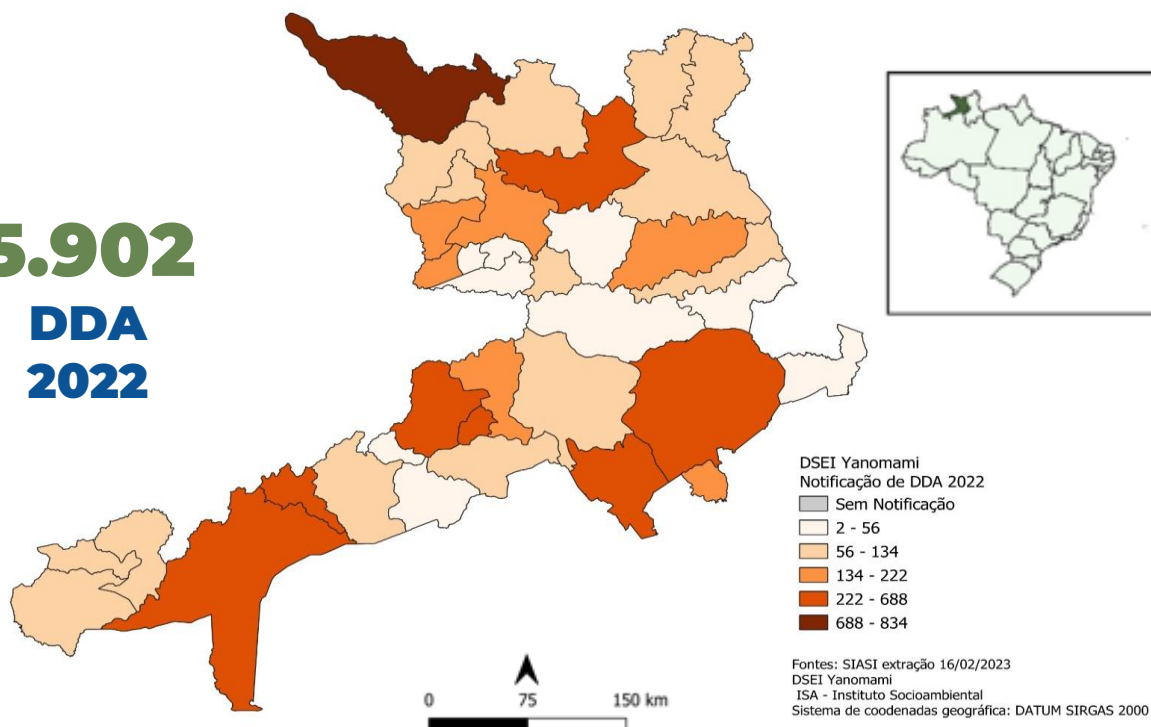 5.902
DDA
2022
DSEI Yanomami
Notificação de DDA 2022
Sem Notificação
2 - 56
56 - 134
134 - 222
222 - 688
688 - 834
Fontes: SIASI extração 16/02/2023
DSEI Yanomami
ISA - Instituto Socioambiental
Sistema de coodenadas geográfica: DATUM SIRGAS 2000
0 75 150 km